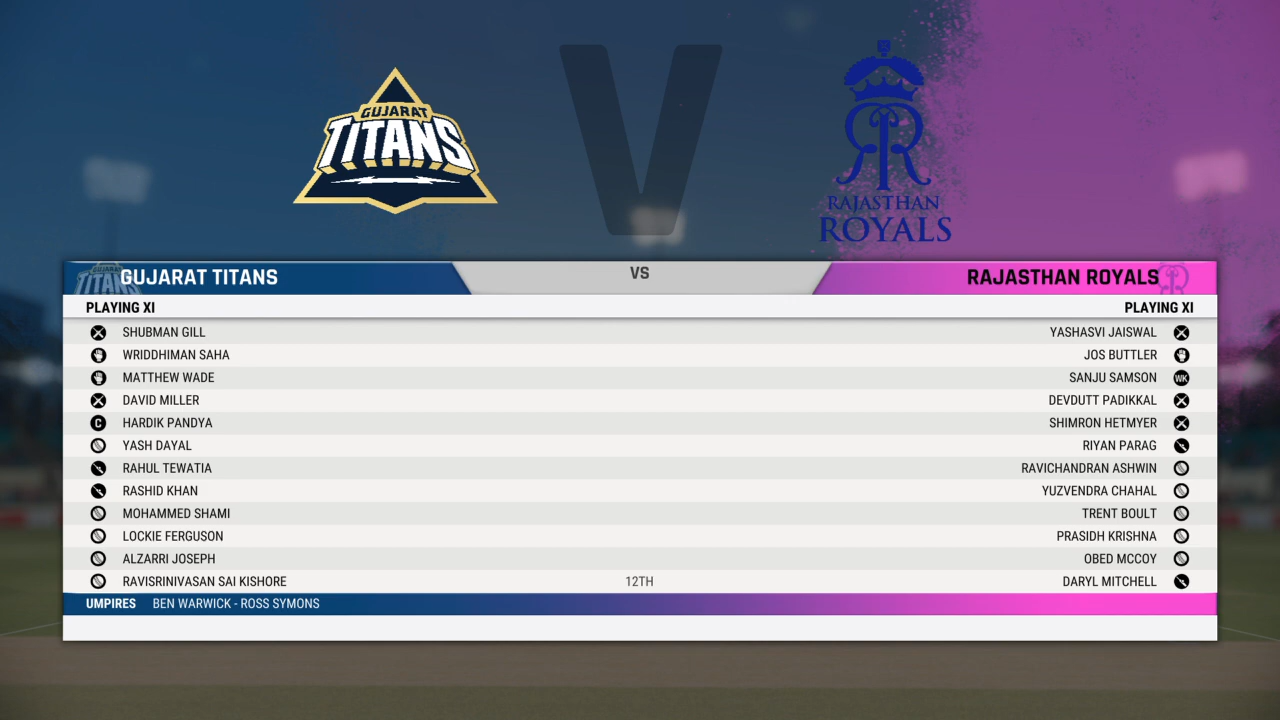 V
GUJARAT
TITANS
RAJASTHAN
ROYALS
TITANS GUJARAT TITANS VS RAJASTHAN ROYALS
PLAYING XI PLAYING XI
SHUBMAN GILL YASHASVI JAISWAL
WRIDDHIMAN SAHA JOS BUTTLER
MATTHEW WADE SANJU SAMSON WK
DAVID MILLER DEVDUTT PADIKKAL
C HARDIK PANDYA SHIMRON HETMYER
YASH DAYAL RIYAN PARAG
RAHUL TEWATIA RAVICHANDRAN ASHWIN
RASHID KHAN YUZVENDRA CHAHAL
MOHAMMED SHAMI TRENT BOULT
LOCKIE FERGUSON PRASIDH KRISHNA
ALZARRI JOSEPH OBED MCCOY
RAVISRINIVASAN SAI KISHORE 12TH DARYL MITCHELL
UMPIRES BEN WARWICK - ROSS SYMONS